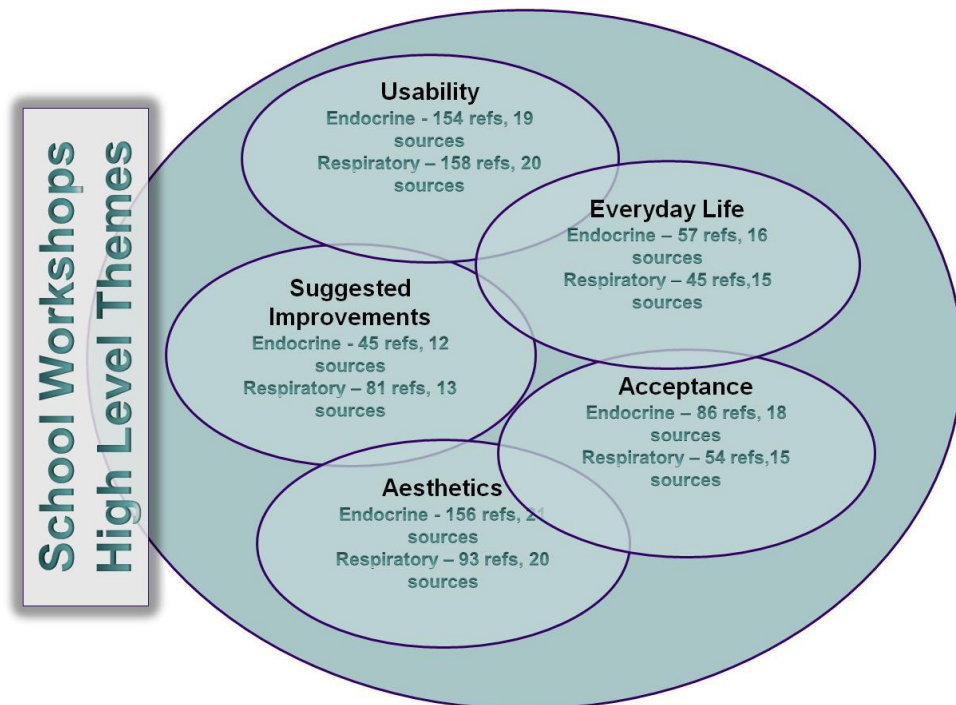 School Workshops
High Level Themes
Usability
Endocrine - 154 refs, 19
sources
Respiratory – 158 refs, 20
sources
Everyday Life
Endocrine – 57 refs, 16
sources
Respiratory – 45 refs,15
sources
Suggested
Improvements
Endocrine - 45 refs, 12
sources
Respiratory – 81 refs, 13
sources
Acceptance
Endocrine – 86 refs, 18
sources
Respiratory – 54 refs,15
sources
Aesthetics
Endocrine - 156 refs, 21
sources
Respiratory – 93 refs, 20
sources